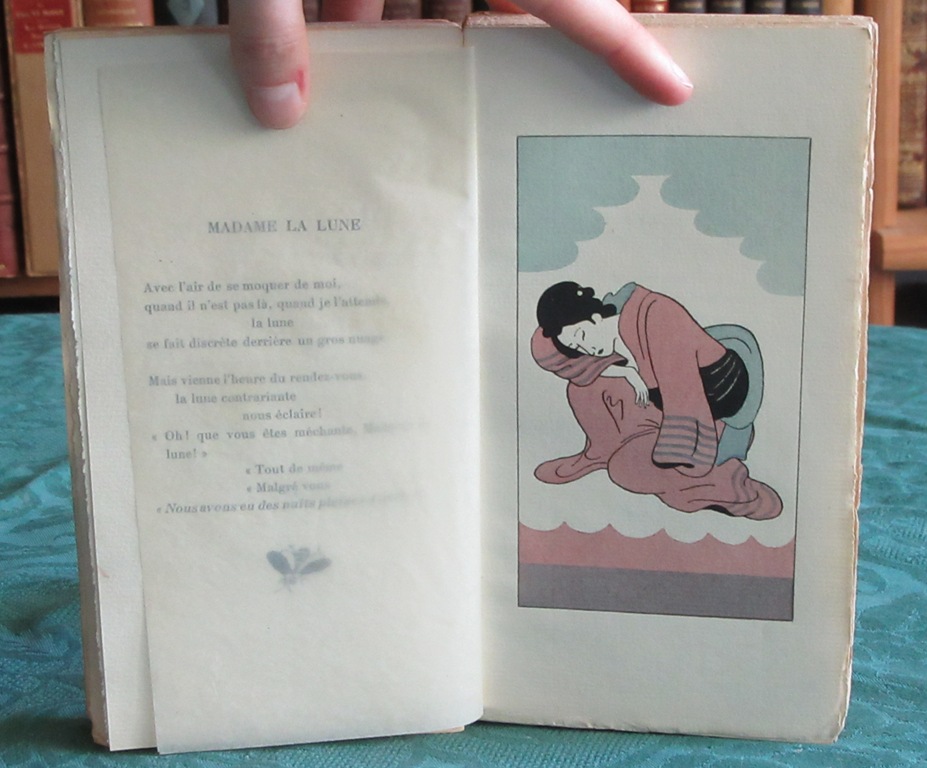 MADAME LA LUNE
Avec l'air de se moquer de moi,
quand il n'est pas là, quand je l'attends,
la lune
se fait discrète derrière un gros nuage
Mais vienne l'heure du rendez-vous,
la lune contrariante
nous éclaire!
« Oh! que vous êtes méchante,
lune! »
« Tout de même
« Malgré vous
« Nous avons eu des nuits